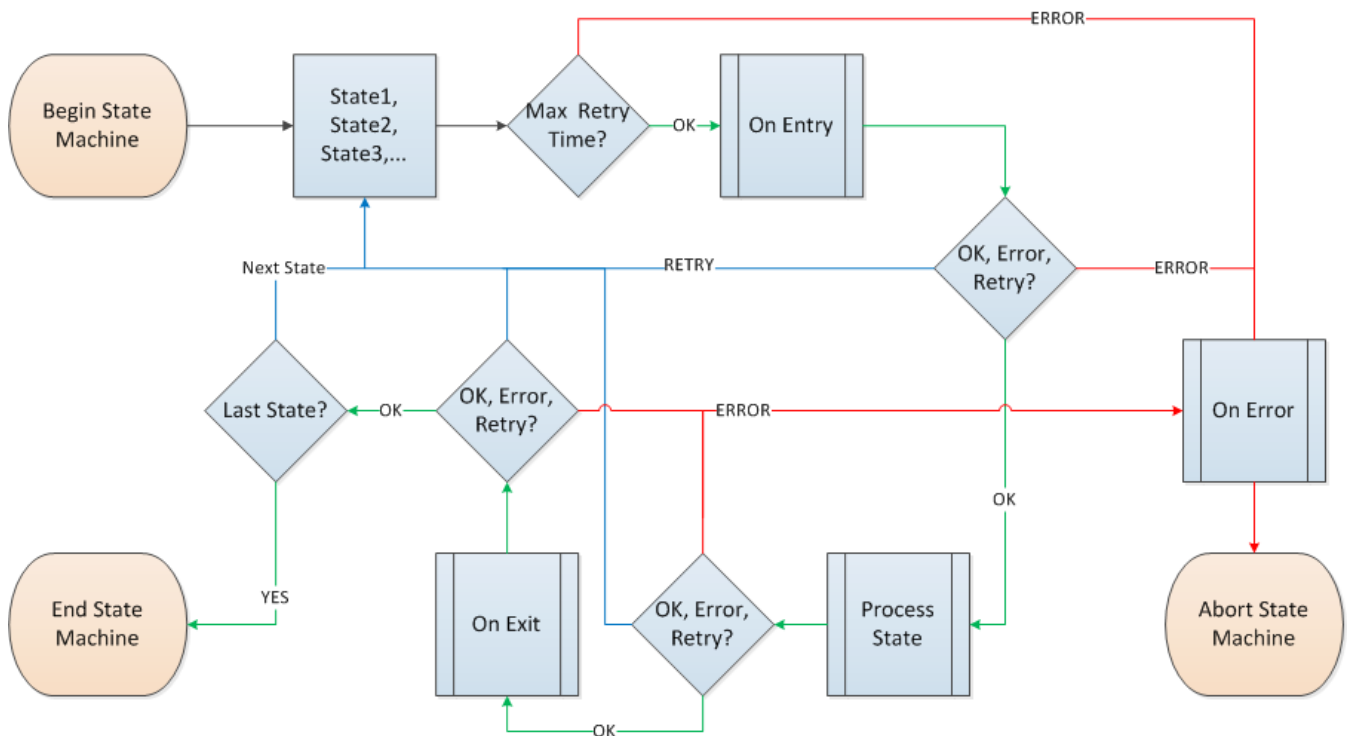 ERROR
Begin State
Machine
State1,
State2,
State3,...
Max Retry
Time?
OK
On Entry
Next State
RETRY
OK, Error,
Retry?
ERROR
Last State?
OK
OK, Error,
Retry?
ERROR
On Error
OK
End State
Machine
YES
On Exit
OK, Error,
Retry?
Process
State
Abort State
Machine
OK